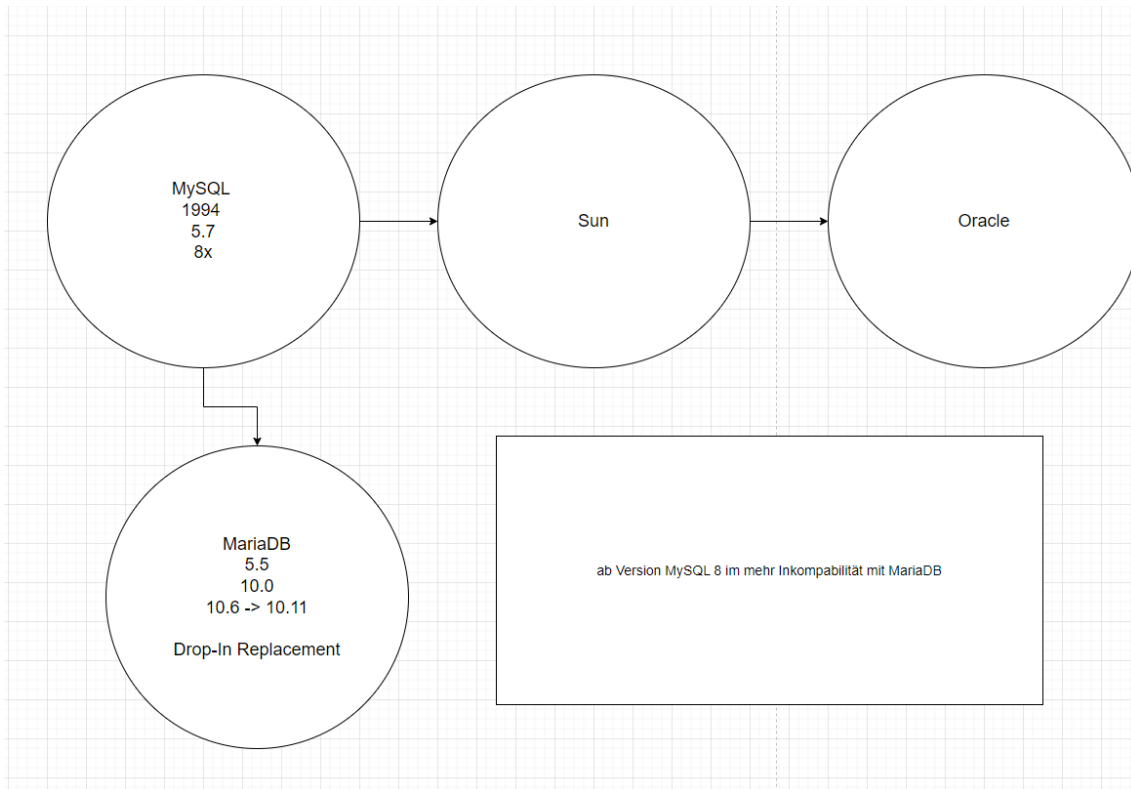 MySQL
1994
5.7
8x
Sun
Oracle
MariaDB
5.5
10.0
10.6 -> 10.11
Drop-In Replacement
ab Version MySQL 8 im mehr Inkompabilität mit MariaDB